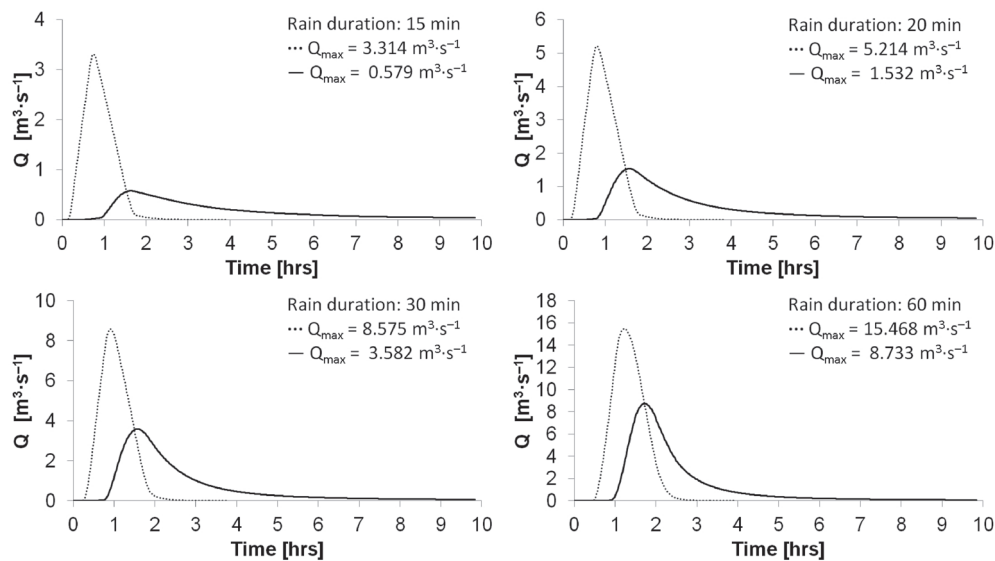 Rain duration: 15 min
··· Qmax = 3.314 m³·s⁻¹
— Qmax = 0.579 m³·s⁻¹
Q [m³·s⁻¹]
4
3
2
1
0
0 1 2 3 4 5 6 7 8 9 10
Time [hrs]
Rain duration: 20 min
··· Qmax = 5.214 m³·s⁻¹
— Qmax = 1.532 m³·s⁻¹
Q [m³·s⁻¹]
6
5
4
3
2
1
0
0 1 2 3 4 5 6 7 8 9 10
Time [hrs]
Rain duration: 30 min
··· Qmax = 8.575 m³·s⁻¹
— Qmax = 3.582 m³·s⁻¹
Q [m³·s⁻¹]
10
8
6
4
2
0
0 1 2 3 4 5 6 7 8 9 10
Time [hrs]
Rain duration: 60 min
··· Qmax = 15.468 m³·s⁻¹
— Qmax = 8.733 m³·s⁻¹
Q [m³·s⁻¹]
18
16
14
12
10
8
6
4
2
0
0 1 2 3 4 5 6 7 8 9 10
Time [hrs]